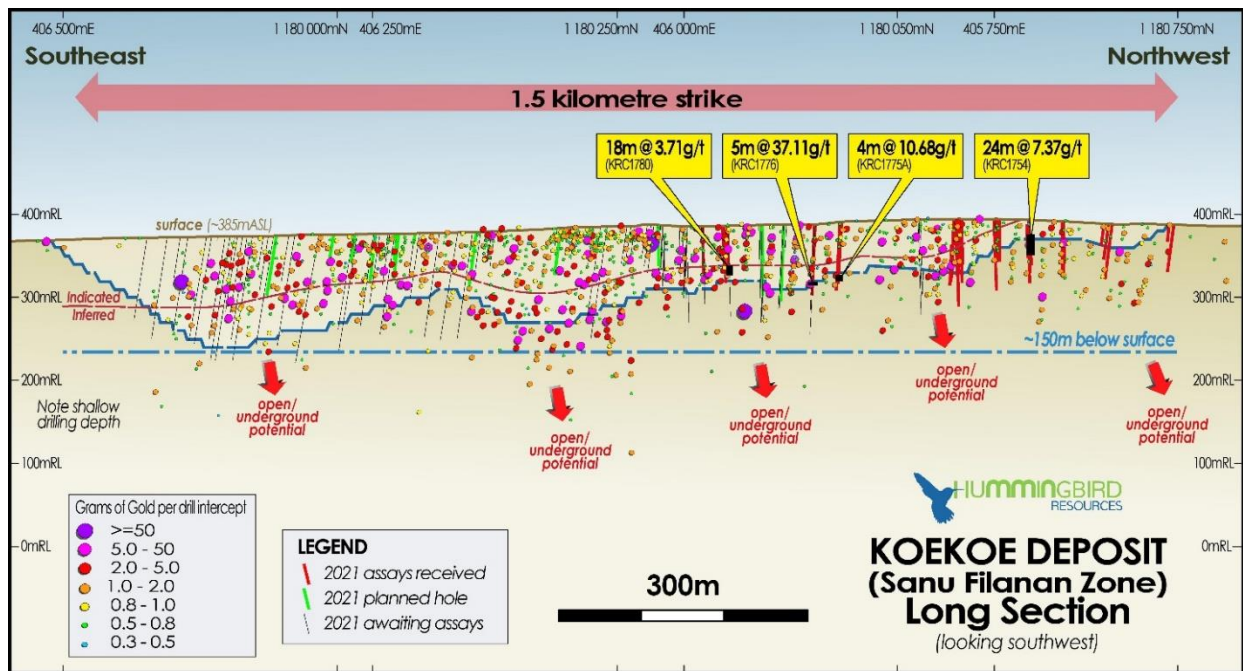 406 500mE
1 180 000mN
406 250mE
1 180 250mN
406 000mE
1 180 050mN
405 750mE
1 180 750mN
Southeast
Northwest
1.5 kilometre strike
18m @ 3.71g/t
(KRC1780)
5m @ 37.11g/t
(KRC1776)
4m @ 10.68g/t
(KRC1775A)
24m @ 7.37g/t
(KRC1754)
400mRL
400mRL
surface (~385mASL)
300mRL
300mRL
Indicated
Inferred
~150m below surface
200mRL
200mRL
Note shallow
drilling depth
open/
underground
potential
open/
underground
potential
open/
underground
potential
open/
underground
potential
open/
underground
potential
100mRL
100mRL
0mRL
0mRL
Grams of Gold per drill intercept
>=50
5.0 - 50
2.0 - 5.0
1.0 - 2.0
0.8 - 1.0
0.5 - 0.8
0.3 - 0.5
LEGEND
2021 assays received
2021 planned hole
2021 awaiting assays
300m
HUMMINGBIRD
RESOURCES
KOEKOE DEPOSIT
(Sanu Filanan Zone)
Long Section
(looking southwest)